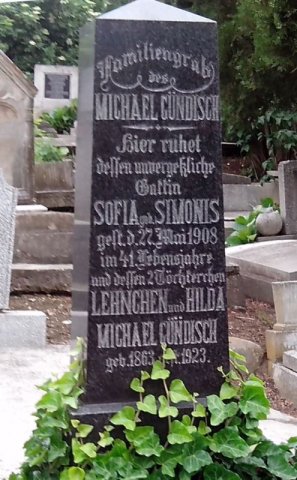 Familiengrab
des
MICHAEL GÜNDISCH
Hier ruhet
dessen unvergeßliche
Gattin
SOFIA geb. SIMONIS
gest. d. 27. Mai 1908
im 41. Lebensjahre
und dessen 2 Töchterchen
LEHNCHEN und HILDA
MICHAEL GÜNDISCH
geb. 1863 gest. 1923.